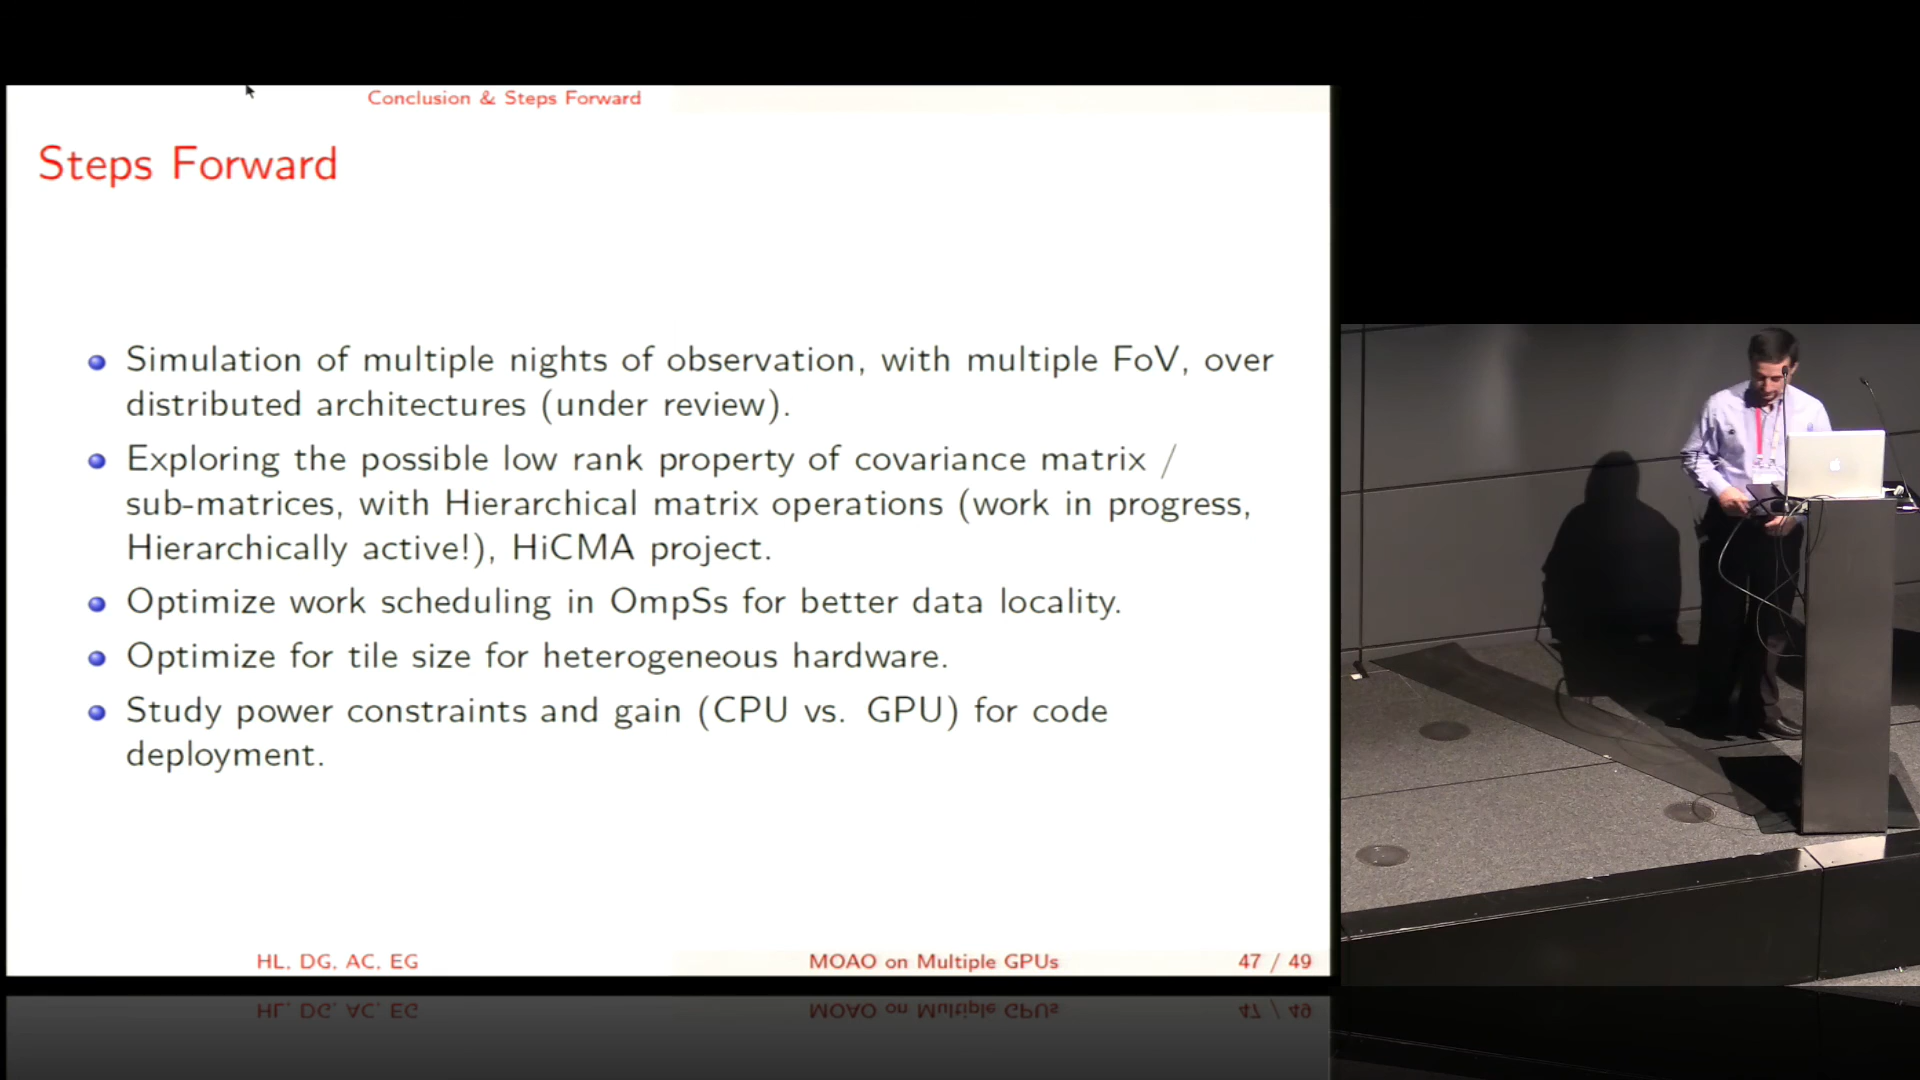 Conclusion & Steps Forward
Steps Forward
Simulation of multiple nights of observation, with multiple FoV, over
distributed architectures (under review).
Exploring the possible low rank property of covariance matrix /
sub-matrices, with Hierarchical matrix operations (work in progress,
Hierarchically active!), HiCMA project.
Optimize work scheduling in OmpSs for better data locality.
Optimize for tile size for heterogeneous hardware.
Study power constraints and gain (CPU vs. GPU) for code
deployment.
HL, DG, AC, EG
MOAO on Multiple GPUs
47 / 49